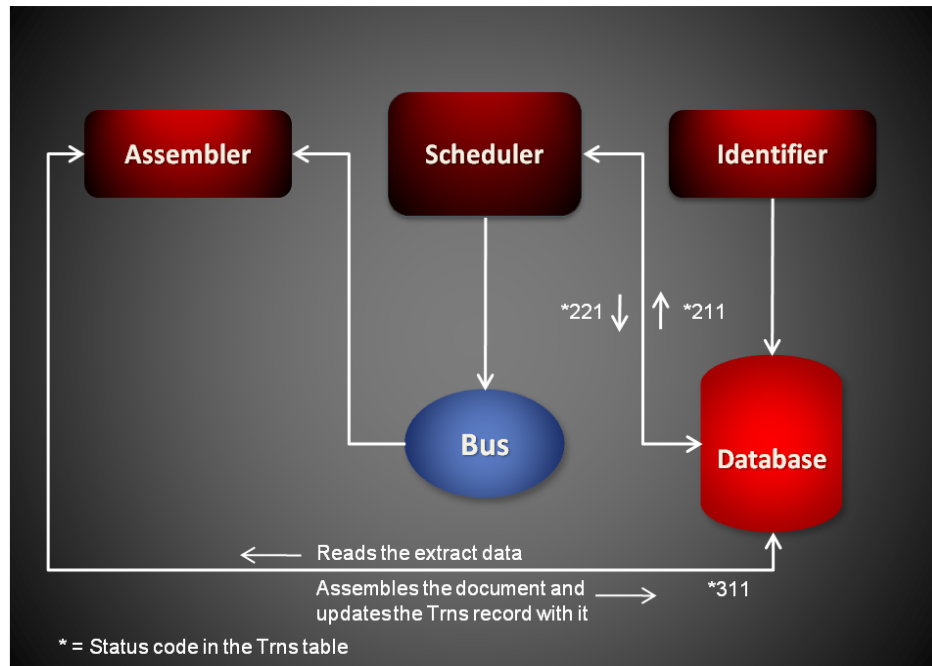 Assembler
Scheduler
Identifier
*221
*211
Bus
Database
Reads the extract data
Assembles the document and
updates the Trns record with it
*311
* = Status code in the Trns table